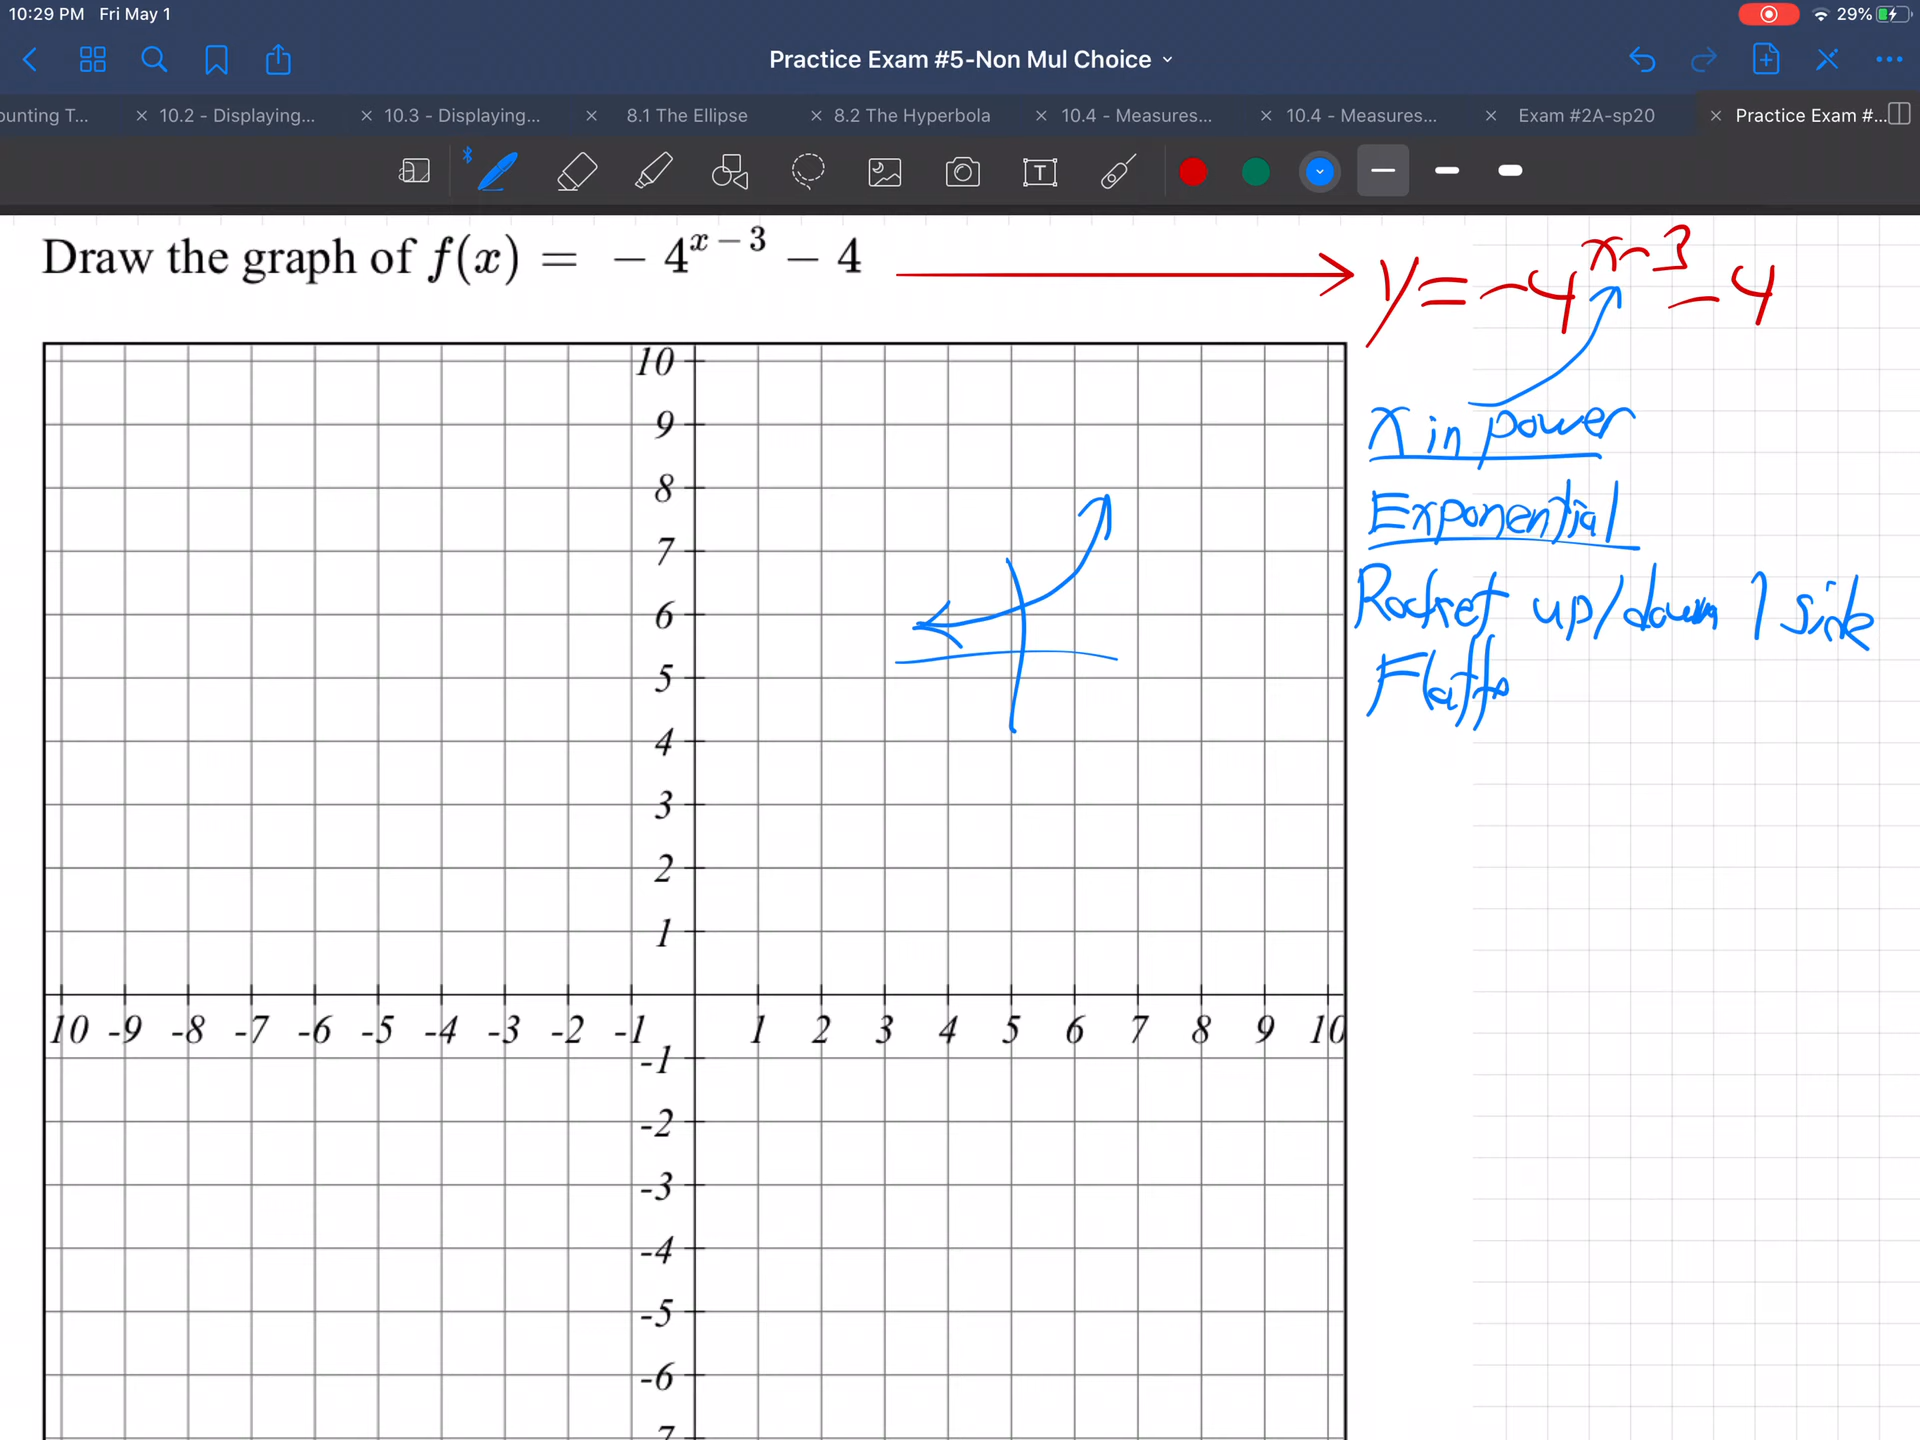 10:29 PM Fri May 1
29%
Practice Exam #5-Non Mul Choice
ounting T... × 10.2 - Displaying... × 10.3 - Displaying... × 8.1 The Ellipse × 8.2 The Hyperbola × 10.4 - Measures... × 10.4 - Measures... × Exam #2A-sp20 × Practice Exam #...
T
Draw the graph of f(x) = − 4^{x − 3} − 4
y = −4^{x−3} − 4
x in power
Exponential
Rocket up/down 1 side
10
9
8
7
6
5
4
3
2
1
10 -9 -8 -7 -6 -5 -4 -3 -2 -1 1 2 3 4 5 6 7 8 9 10
-1
-2
-3
-4
-5
-6
7